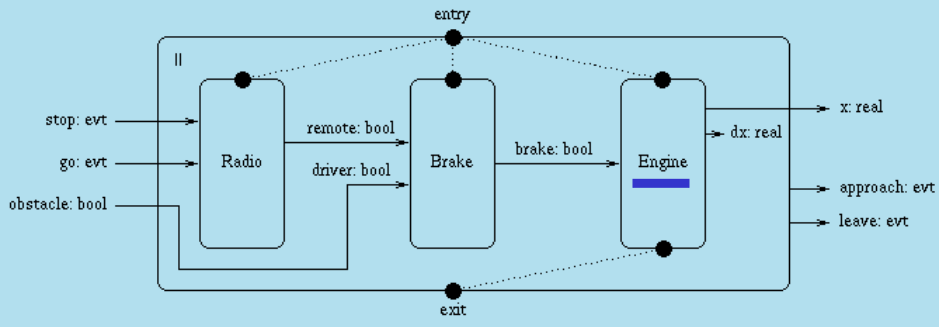 entry
||
stop: evt
go: evt
obstacle: bool
Radio
remote: bool
driver: bool
Brake
brake: bool
Engine
x: real
dx: real
approach: evt
leave: evt
exit